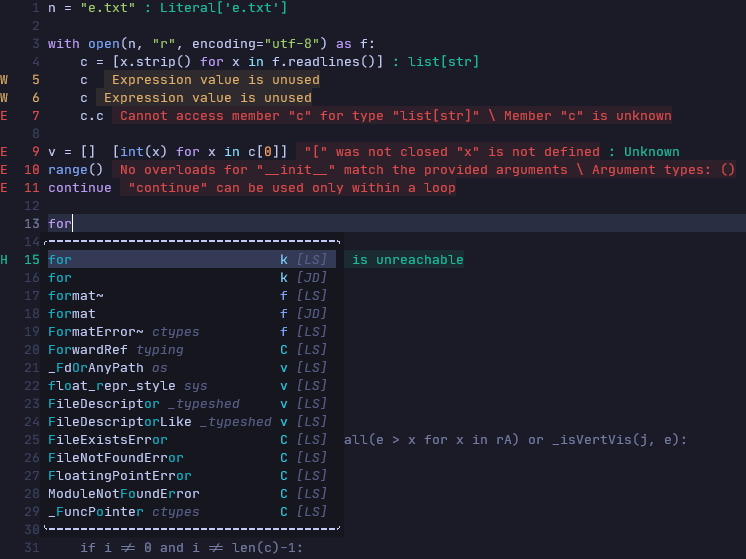 1 n = "e.txt" : Literal['e.txt']
2
3 with open(n, "r", encoding="utf-8") as f:
4 c = [x.strip() for x in f.readlines()] : list[str]
W 5 c Expression value is unused
W 6 c Expression value is unused
E 7 c.c Cannot access member "c" for type "list[str]" \ Member "c" is unknown
8
E 9 v = [] [int(x) for x in c[0]] "[" was not closed "x" is not defined : Unknown
E 10 range() No overloads for "__init__" match the provided arguments \ Argument types: ()
E 11 continue "continue" can be used only within a loop
12
13 for
14
H 15 for k [LS] is unreachable
16 for k [JD]
17 format~ f [LS]
18 format f [JD]
19 FormatError~ ctypes f [LS]
20 ForwardRef typing C [LS]
21 _FdOrAnyPath os v [LS]
22 float_repr_style sys v [LS]
23 FileDescriptor _typeshed v [LS]
24 FileDescriptorLike _typeshed v [LS]
25 FileExistsError C [LS] all(e > x for x in rA) or _isVertVis(j, e):
26 FileNotFoundError C [LS]
27 FloatingPointError C [LS]
28 ModuleNotFoundError C [LS]
29 _FuncPointer ctypes C [LS]
30
31 if i ≠ 0 and i ≠ len(c)-1: